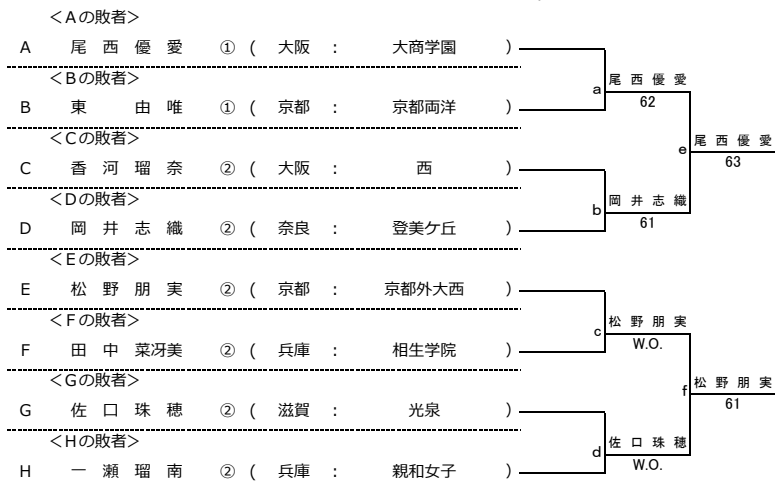 ＜Aの敗者＞
A 尾 西 優 愛 ① ( 大阪 : 大商学園 )
＜Bの敗者＞
B 東 由 唯 ① ( 京都 : 京都両洋 )
＜Cの敗者＞
C 香 河 瑠 奈 ② ( 大阪 : 西 )
＜Dの敗者＞
D 岡 井 志 織 ② ( 奈良 : 登美ケ丘 )
＜Eの敗者＞
E 松 野 朋 実 ② ( 京都 : 京都外大西 )
＜Fの敗者＞
F 田 中 菜冴美 ② ( 兵庫 : 相生学院 )
＜Gの敗者＞
G 佐 口 珠 穂 ② ( 滋賀 : 光泉 )
＜Hの敗者＞
H 一 瀬 瑠 南 ② ( 兵庫 : 親和女子 )
a 尾 西 優 愛
62
b 岡 井 志 織
61
c 松 野 朋 実
W.O.
d 佐 口 珠 穂
W.O.
e 尾 西 優 愛
63
f 松 野 朋 実
61